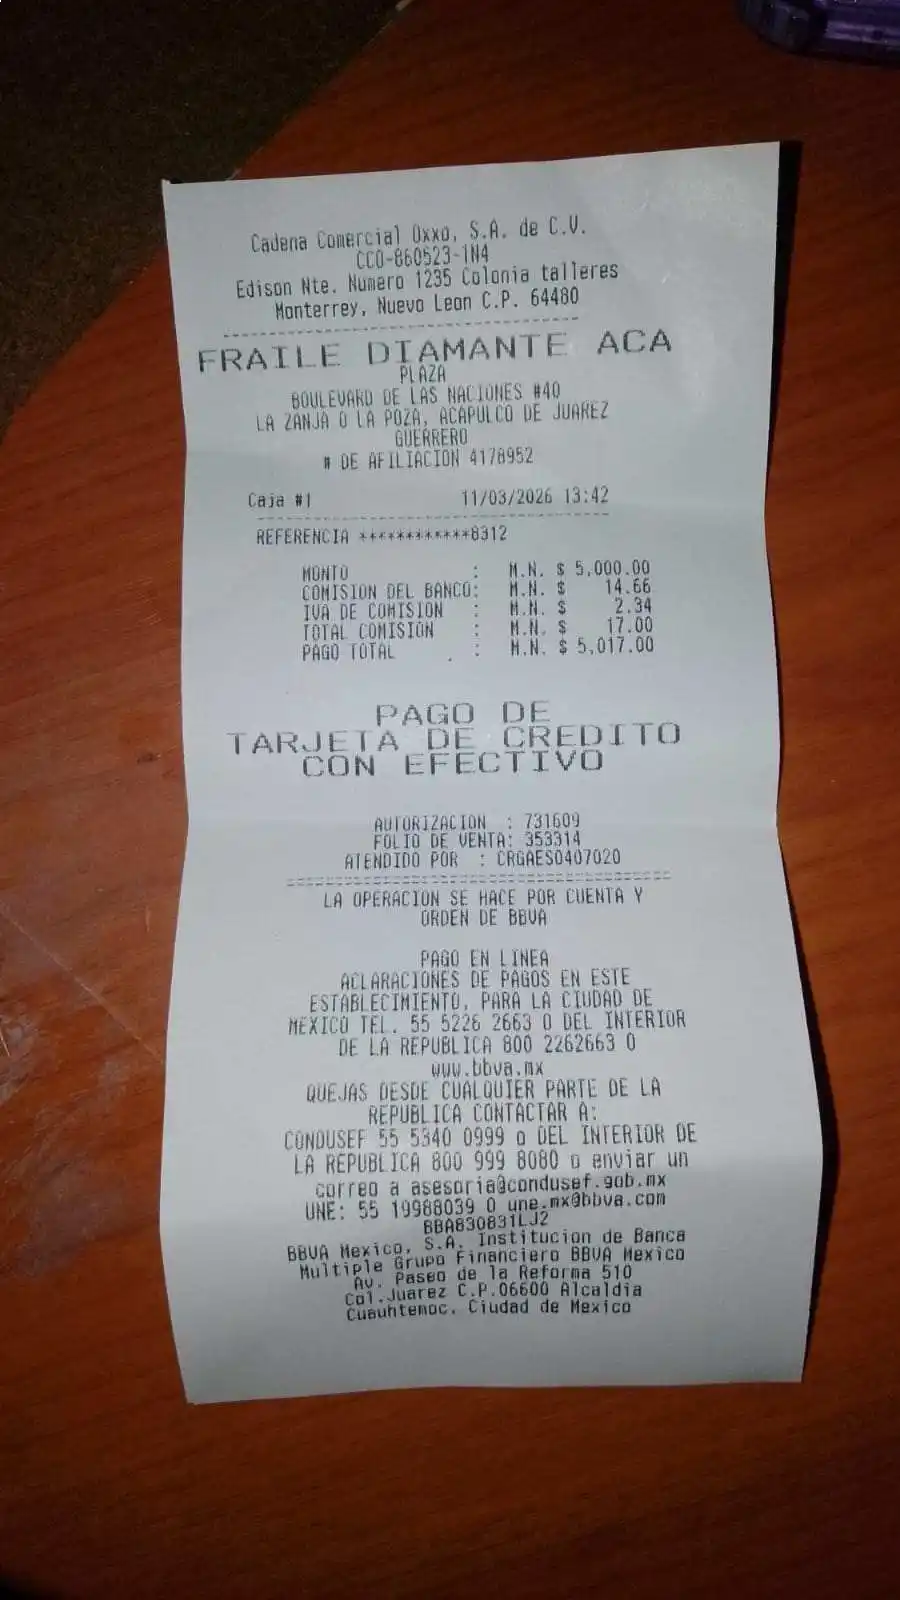 Cadena Comercial Oxxo, S.A. de C.V.
CCO-860523-1N4
Edison Nte. Numero 1235 Colonia talleres
Monterrey, Nuevo Leon C.P. 64480
FRAILE DIAMANTE ACA
PLAZA
BOULEVARD DE LAS NACIONES #40
LA ZANJA O LA POZA, ACAPULCO DE JUAREZ
GUERRERO
# DE AFILIACION 4178952
Caja #1 11/03/2026 13:42
REFERENCIA ************8312
MONTO : M.N. $ 5,000.00
COMISION DEL BANCO: M.N. $ 14.66
IVA DE COMISION : M.N. $ 2.34
TOTAL COMISION : M.N. $ 17.00
PAGO TOTAL : M.N. $ 5,017.00
PAGO DE
TARJETA DE CREDITO
CON EFECTIVO
AUTORIZACION : 731609
FOLIO DE VENTA: 353314
ATENDIDO POR : CRGAES0407020
LA OPERACION SE HACE POR CUENTA Y
ORDEN DE BBVA
PAGO EN LINEA
ACLARACIONES DE PAGOS EN ESTE
ESTABLECIMIENTO, PARA LA CIUDAD DE
MEXICO TEL. 55 5226 2663 O DEL INTERIOR
DE LA REPUBLICA 800 2262663 O
www.bbva.mx
QUEJAS DESDE CUALQUIER PARTE DE LA
REPUBLICA CONTACTAR A:
CONDUSEF 55 5340 0999 o DEL INTERIOR DE
LA REPUBLICA 800 999 8080 o enviar un
correo a asesoria@condusef.gob.mx
UNE: 55 19988039 O une.mx@bbva.com
BBA830831LJ2
BBVA Mexico, S.A. Institucion de Banca
Multiple Grupo Financiero BBVA Mexico
Av. Paseo de la Reforma 510
Col.Juarez C.P.06600 Alcaldia
Cuauhtemoc, Ciudad de Mexico